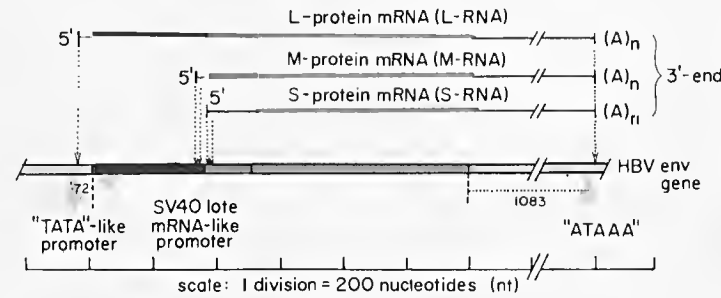 L-protein mRNA (L-RNA)
5' (A)n
M-protein mRNA (M-RNA)
5' (A)n
3'-end
S-protein mRNA (S-RNA)
5' (A)n
HBV env
gene
72
1083
"TATA"-like
promoter
SV40 late
mRNA-like
promoter
"ATAAA"
scale: 1 division = 200 nucleotides (nt)